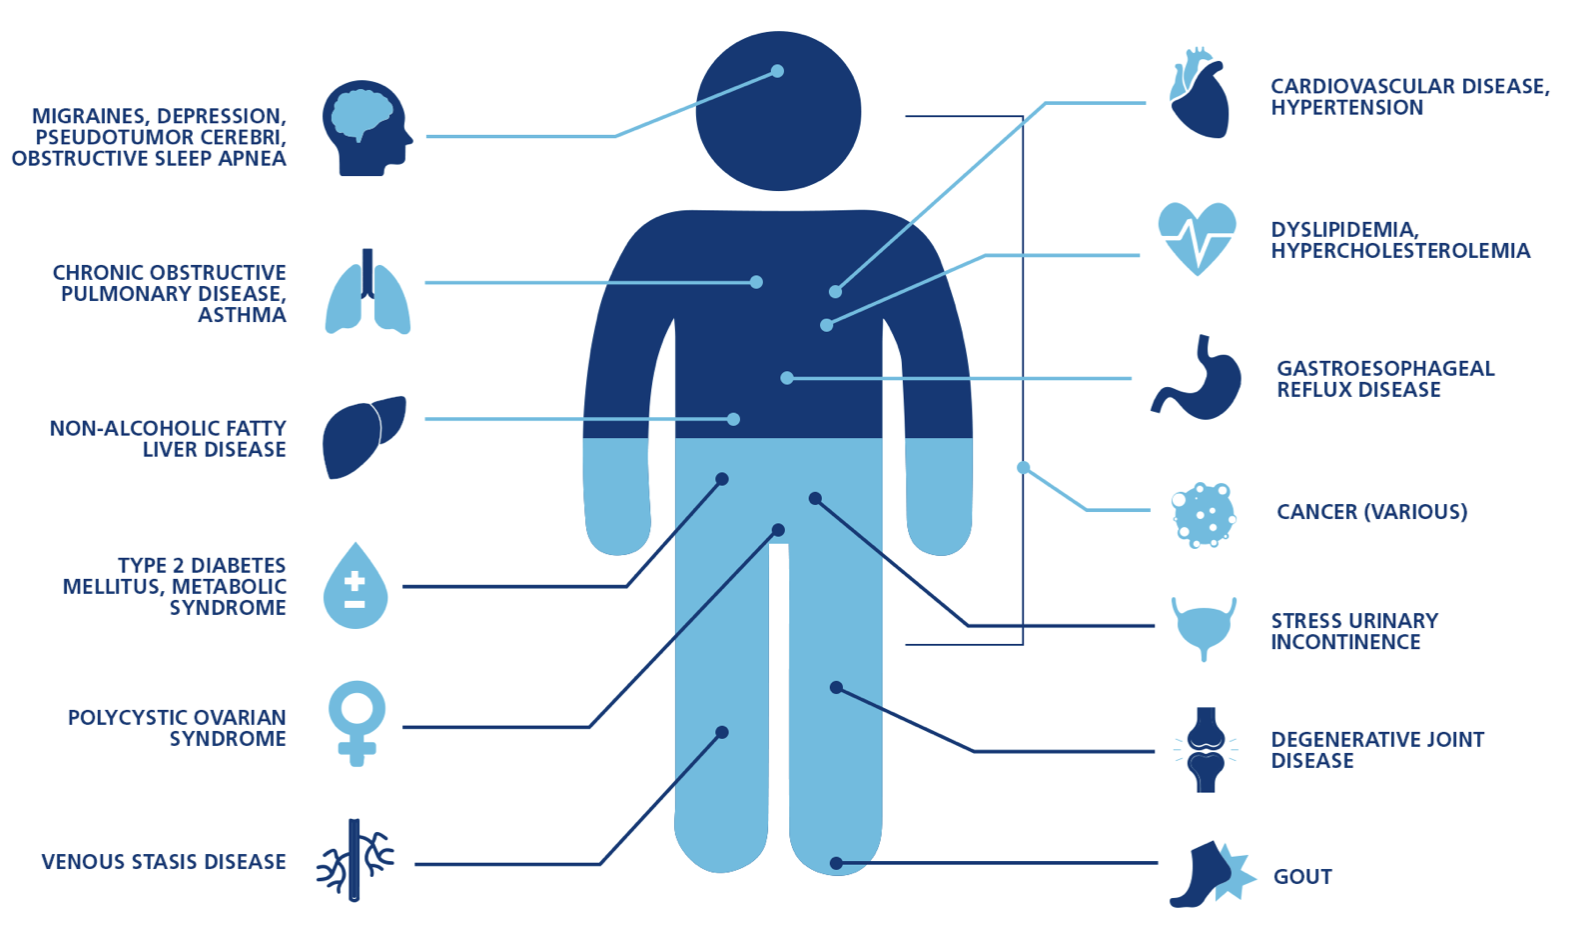 MIGRAINES, DEPRESSION,
PSEUDOTUMOR CEREBRI,
OBSTRUCTIVE SLEEP APNEA
CHRONIC OBSTRUCTIVE
PULMONARY DISEASE,
ASTHMA
NON-ALCOHOLIC FATTY
LIVER DISEASE
TYPE 2 DIABETES
MELLITUS, METABOLIC
SYNDROME
POLYCYSTIC OVARIAN
SYNDROME
VENOUS STASIS DISEASE
CARDIOVASCULAR DISEASE,
HYPERTENSION
DYSLIPIDEMIA,
HYPERCHOLESTEROLEMIA
GASTROESOPHAGEAL
REFLUX DISEASE
CANCER (VARIOUS)
STRESS URINARY
INCONTINENCE
DEGENERATIVE JOINT
DISEASE
GOUT